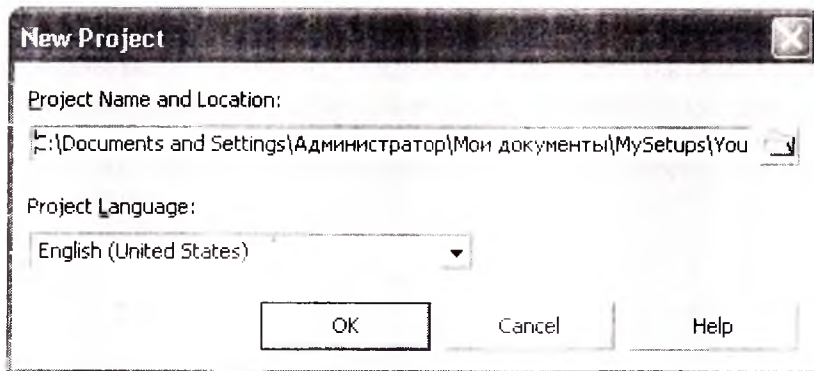 New Project
Project Name and Location:
C:\Documents and Settings\Администратор\Мои документы\MySetups\You
Project Language:
English (United States)
OK Cancel Help